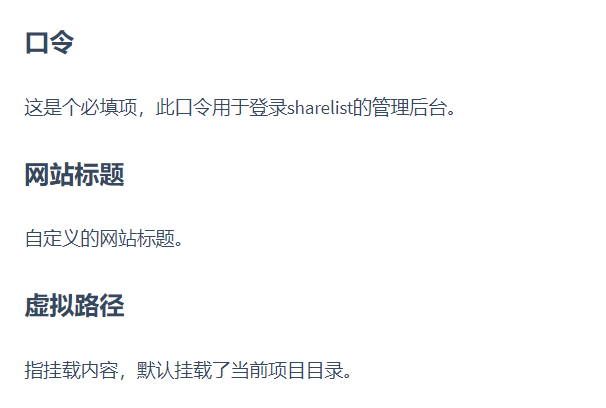 口令
这是个必填项，此口令用于登录sharelist的管理后台。
网站标题
自定义的网站标题。
虚拟路径
指挂载内容，默认挂载了当前项目目录。